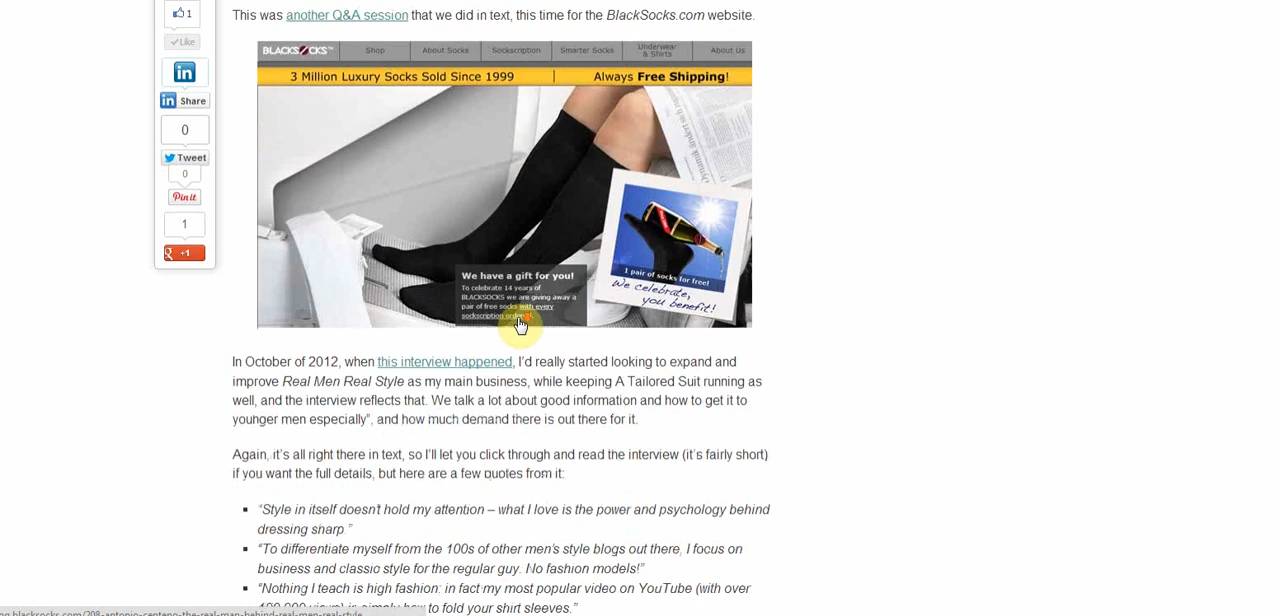 This was another Q&A session that we did in text, this time for the BlackSocks.com website.
1
Like
in
in Share
0
Tweet
0
Pin it
1
+1
BLACKSOCKS™ Shop About Socks Sockscription Smarter Socks Underwear & Shirts About Us
3 Million Luxury Socks Sold Since 1999 | Always Free Shipping!
We have a gift for you!
To celebrate 14 years of
BLACKSOCKS we are giving away a
pair of free socks with every
sockscription order!
1 pair of socks for free!
We celebrate,
you benefit!
In October of 2012, when this interview happened, I'd really started looking to expand and
improve Real Men Real Style as my main business, while keeping A Tailored Suit running as
well, and the interview reflects that. We talk a lot about good information and how to get it to
younger men especially", and how much demand there is out there for it.
Again, it's all right there in text, so I'll let you click through and read the interview (it's fairly short)
if you want the full details, but here are a few quotes from it:
▪ "Style in itself doesn't hold my attention – what I love is the power and psychology behind
dressing sharp."
▪ "To differentiate myself from the 100s of other men's style blogs out there, I focus on
business and classic style for the regular guy. No fashion models!"
▪ "Nothing I teach is high fashion: in fact my most popular video on YouTube (with over
400,000 views) is simply how to fold your shirt sleeves."
blacksocks.com/208-antonio-centeno-the-real-man-behind-real-men-real-style